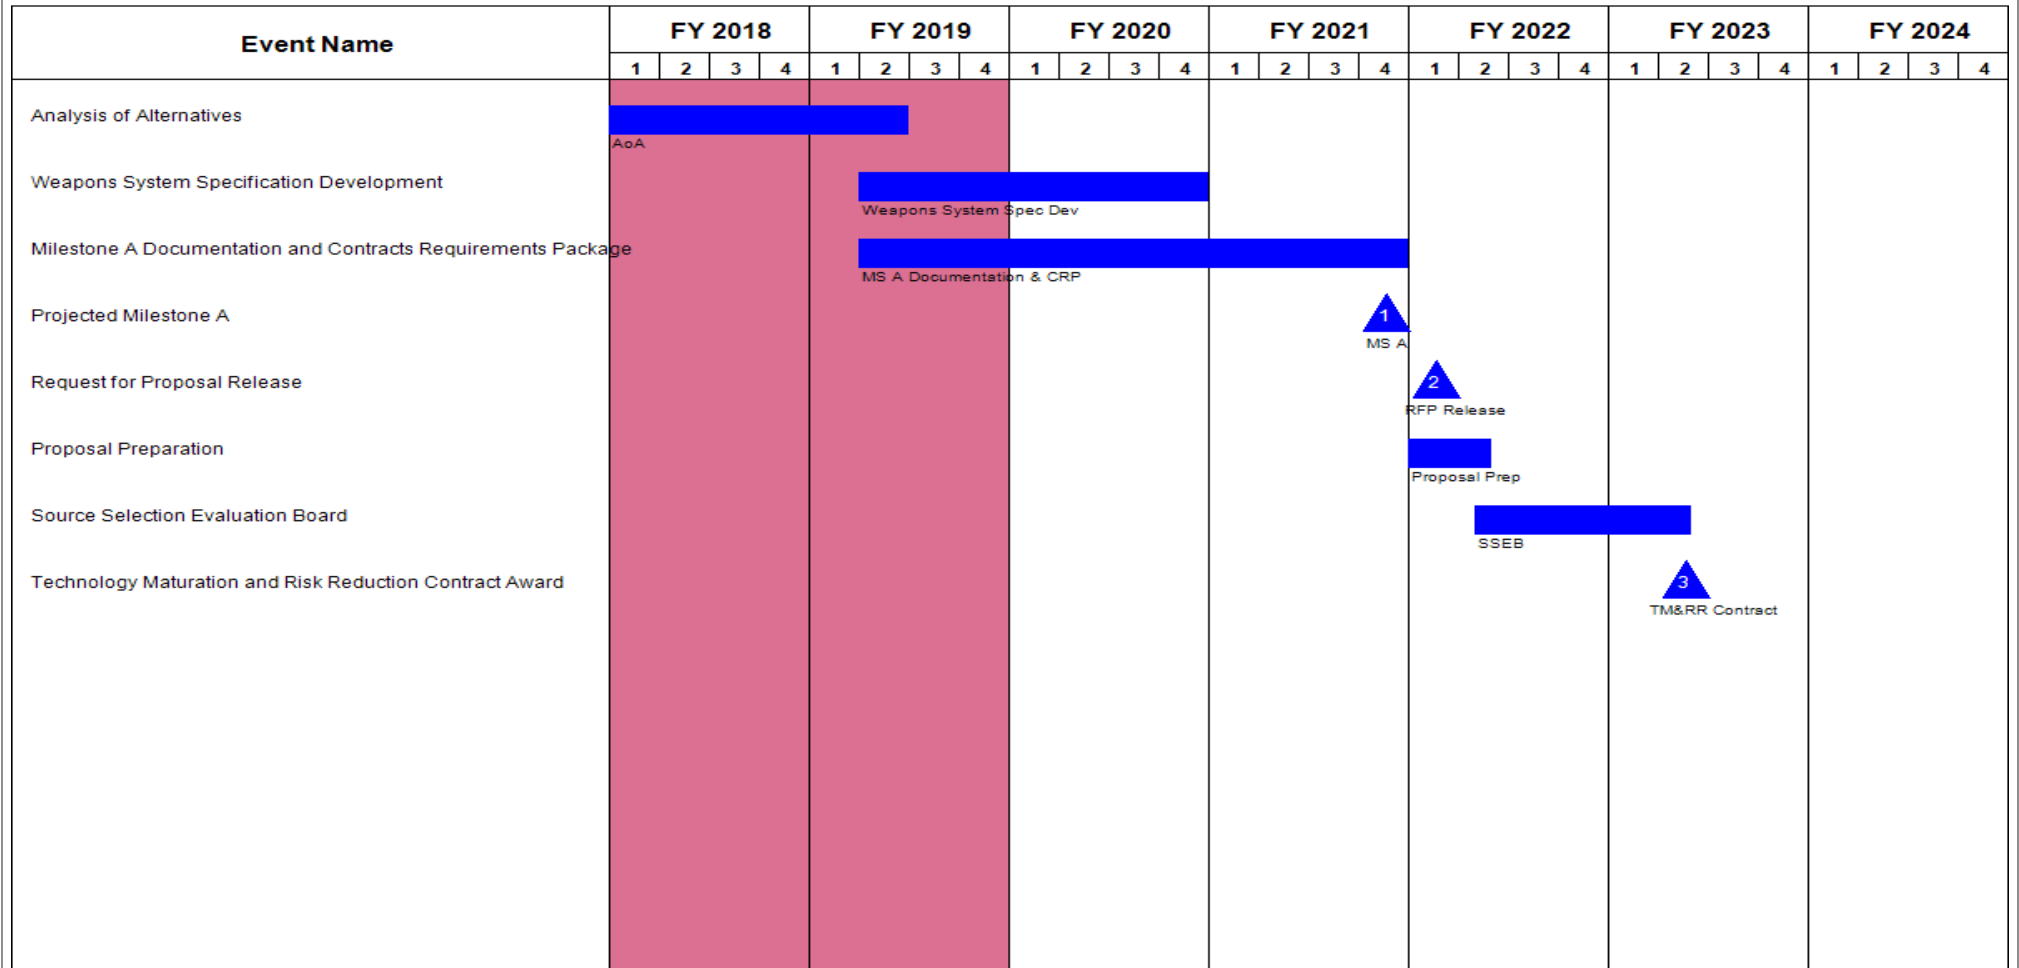 Event Name
FY 2018 FY 2019 FY 2020 FY 2021 FY 2022 FY 2023 FY 2024
1 2 3 4 1 2 3 4 1 2 3 4 1 2 3 4 1 2 3 4 1 2 3 4 1 2 3 4
Analysis of Alternatives
AoA
Weapons System Specification Development
Weapons System Spec Dev
Milestone A Documentation and Contracts Requirements Package
MS A Documentation & CRP
Projected Milestone A
1
MS A
Request for Proposal Release
2
RFP Release
Proposal Preparation
Proposal Prep
Source Selection Evaluation Board
SSEB
Technology Maturation and Risk Reduction Contract Award
3
TM&RR Contract